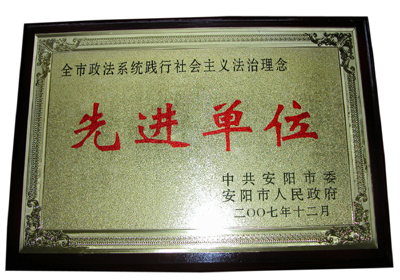 全市政法系统践行社会主义法治理念
先进单位
中共安阳市委
安阳市人民政府
二〇〇七年十二月